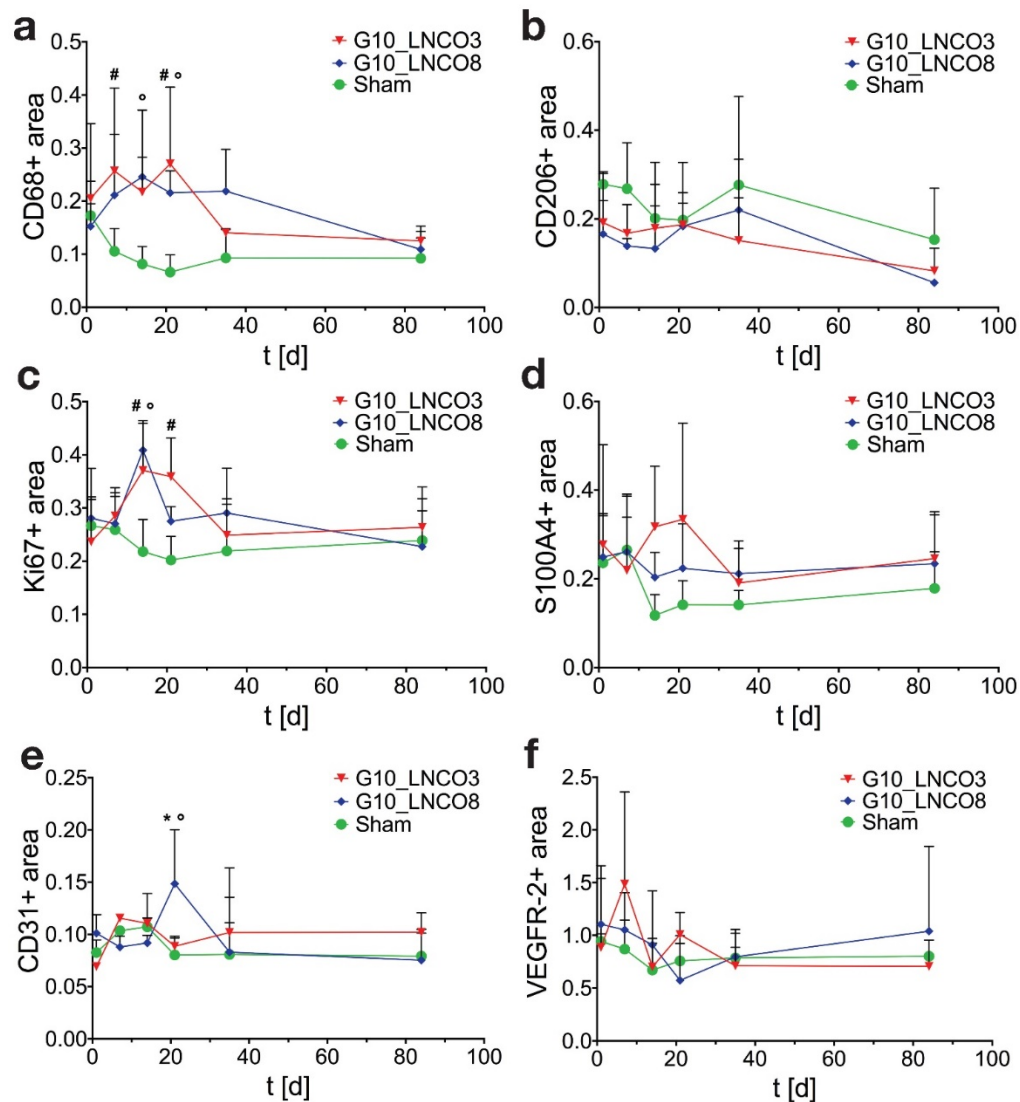 a
G10_LNCO3
G10_LNCO8
Sham
CD68+ area
0.5
0.4
0.3
0.2
0.1
0.0
# ° # °
0 20 40 60 80 100
t [d]
b
G10_LNCO3
G10_LNCO8
Sham
CD206+ area
0.6
0.4
0.2
0.0
0 20 40 60 80 100
t [d]
c
G10_LNCO3
G10_LNCO8
Sham
Ki67+ area
0.5
0.4
0.3
0.2
0.1
0.0
# ° #
0 20 40 60 80 100
t [d]
d
G10_LNCO3
G10_LNCO8
Sham
S100A4+ area
0.6
0.4
0.2
0.0
0 20 40 60 80 100
t [d]
e
G10_LNCO3
G10_LNCO8
Sham
CD31+ area
0.25
0.20
0.15
0.10
0.05
0.00
* °
0 20 40 60 80 100
t [d]
f
G10_LNCO3
G10_LNCO8
Sham
VEGFR-2+ area
2.5
2.0
1.5
1.0
0.5
0.0
0 20 40 60 80 100
t [d]